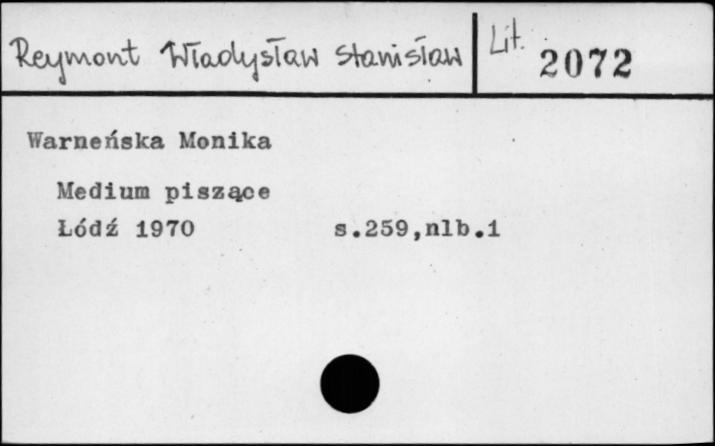 Reymont Władysław Stanisław
Lit. 2072
Warneńska Monika
Medium piszące
Łódź 1970 s.259,nlb.1